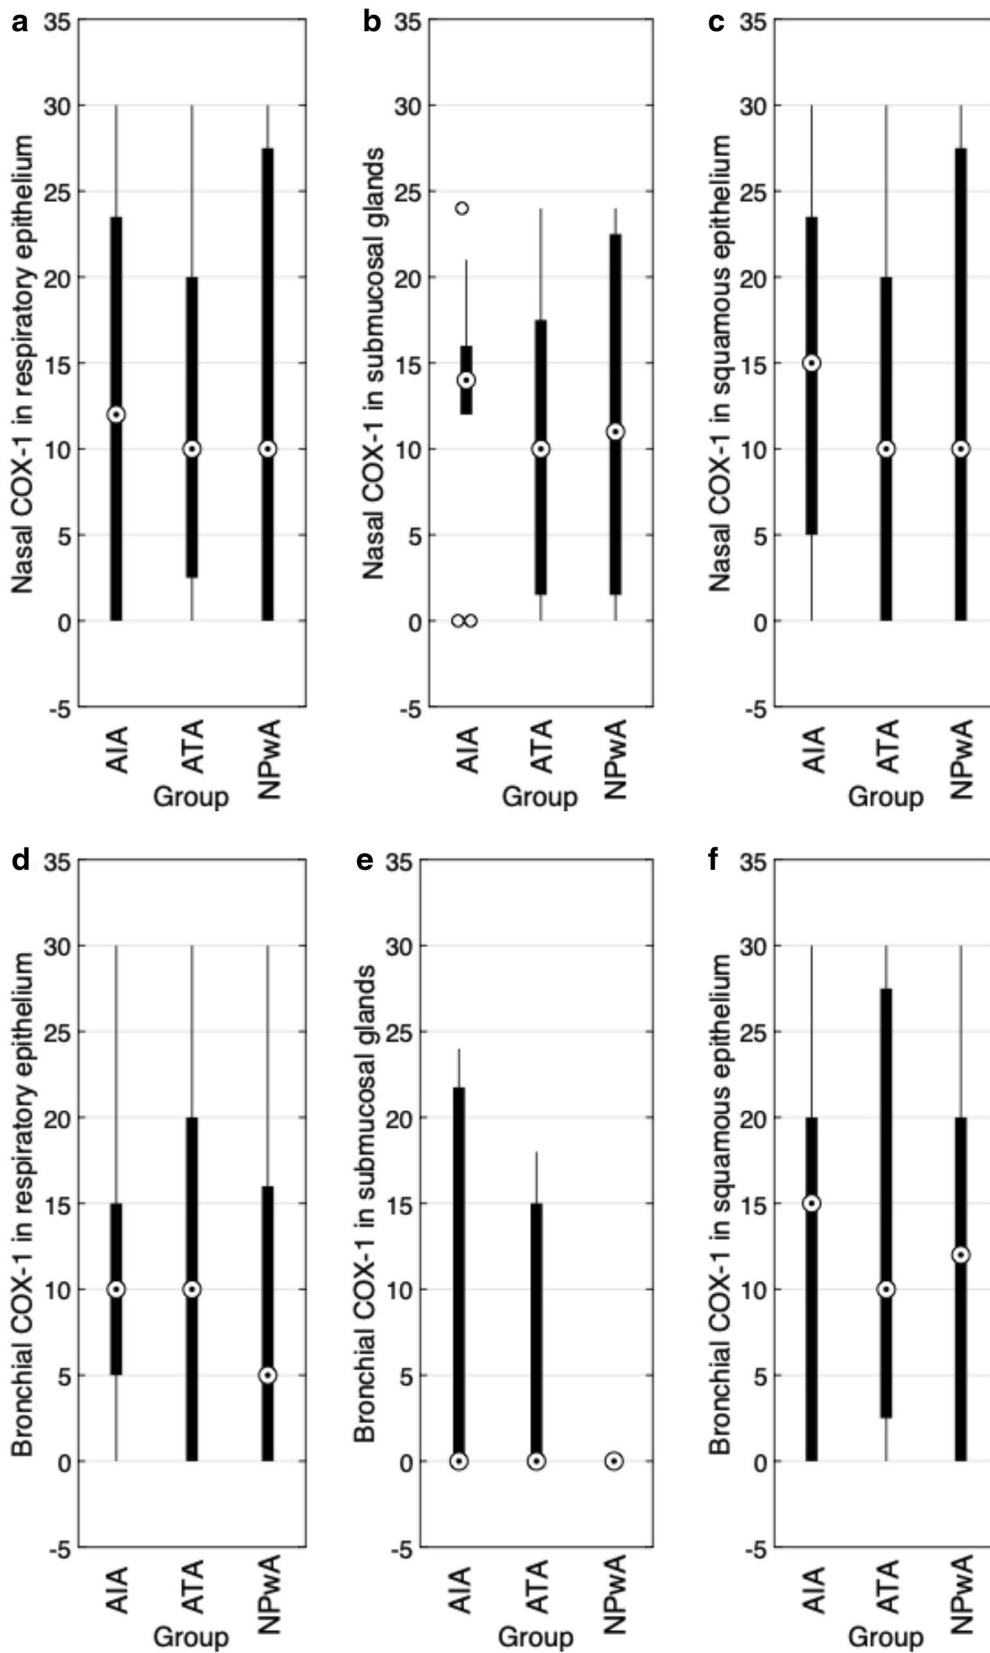 a
Nasal COX-1 in respiratory epithelium
35
30
25
20
15
10
5
0
-5
AIA
ATA
NPwA
Group
b
Nasal COX-1 in submucosal glands
35
30
25
20
15
10
5
0
-5
AIA
ATA
NPwA
Group
c
Nasal COX-1 in squamous epithelium
35
30
25
20
15
10
5
0
-5
AIA
ATA
NPwA
Group
d
Bronchial COX-1 in respiratory epithelium
35
30
25
20
15
10
5
0
-5
AIA
ATA
NPwA
Group
e
Bronchial COX-1 in submucosal glands
35
30
25
20
15
10
5
0
-5
AIA
ATA
NPwA
Group
f
Bronchial COX-1 in squamous epithelium
35
30
25
20
15
10
5
0
-5
AIA
ATA
NPwA
Group